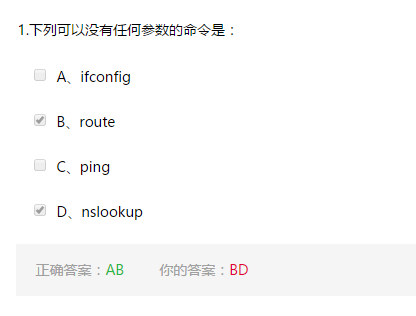 1.下列可以没有任何参数的命令是：
A、ifconfig
B、route
C、ping
D、nslookup
正确答案：AB 你的答案：BD